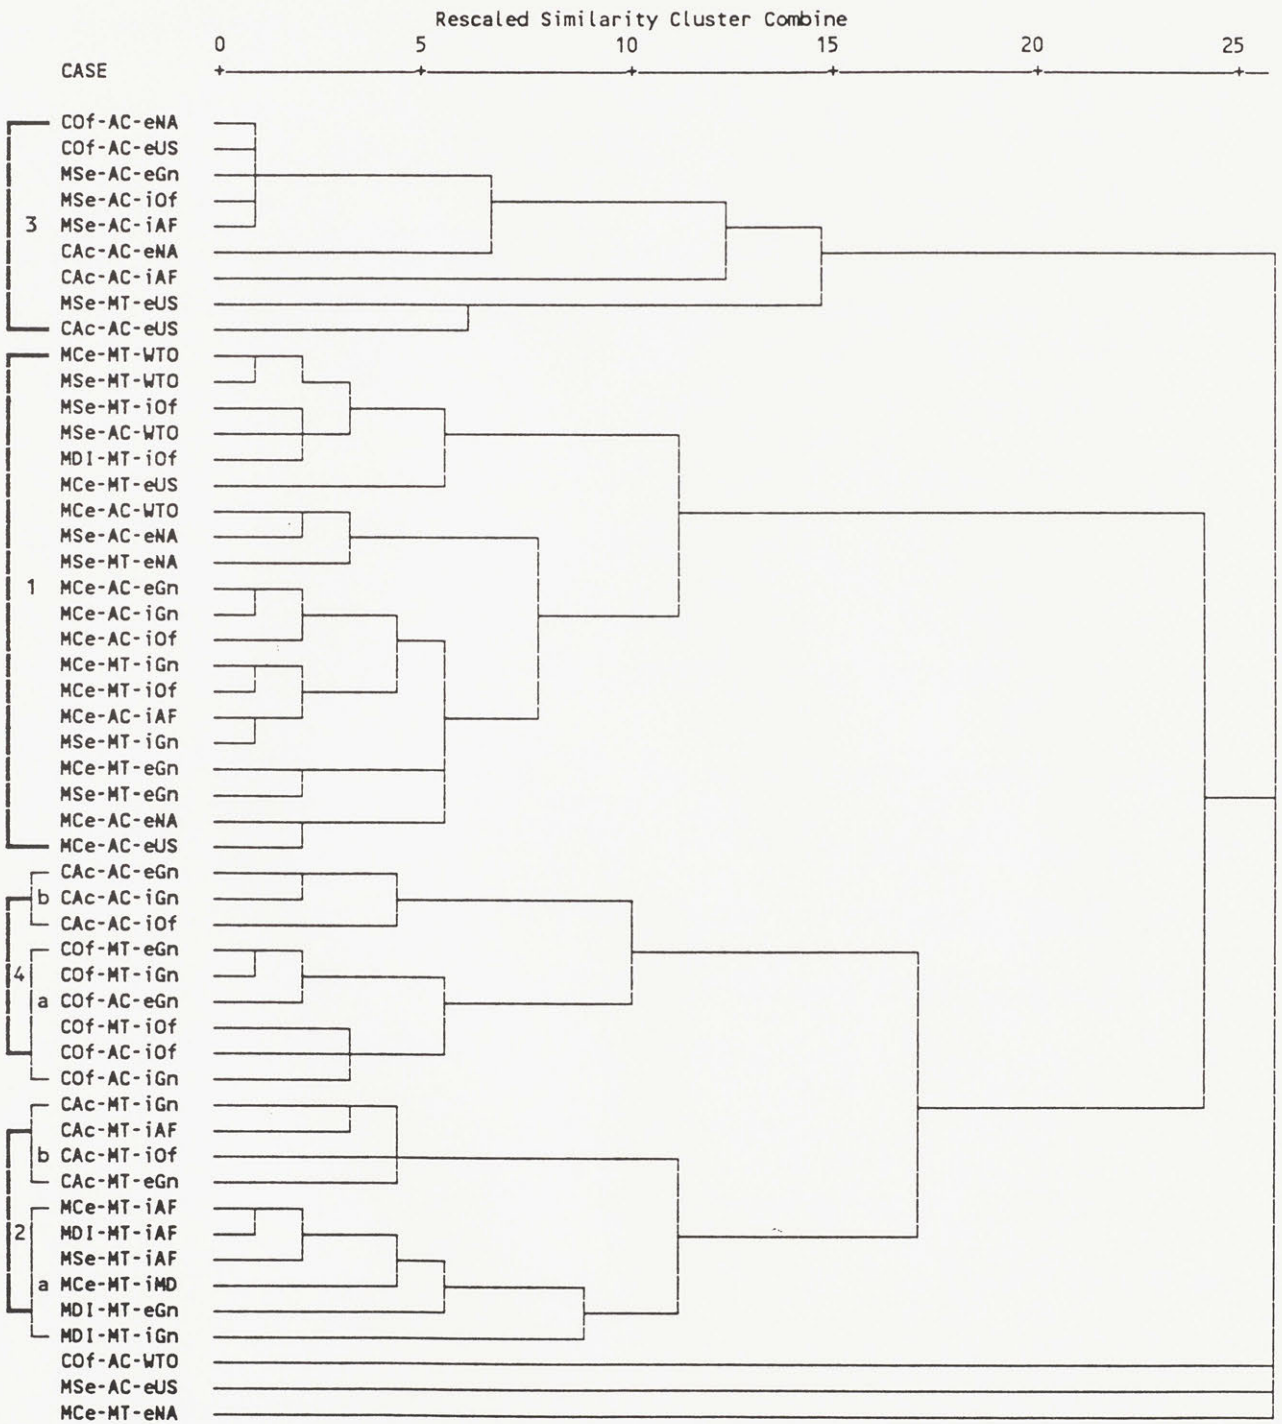 Rescaled Similarity Cluster Combine
0 5 10 15 20 25
CASE
COf-AC-eNA
COf-AC-eUS
MSe-AC-eGn
MSe-AC-iOf
3 MSe-AC-iAF
CAc-AC-eNA
CAc-AC-iAF
MSe-MT-eUS
CAc-AC-eUS
MCe-MT-WTO
MSe-MT-WTO
MSe-MT-iOf
MSe-AC-WTO
MDI-MT-iOf
MCe-MT-eUS
MCe-AC-WTO
MSe-AC-eNA
MSe-MT-eNA
1 MCe-AC-eGn
MCe-AC-iGn
MCe-AC-iOf
MCe-MT-iGn
MCe-MT-iOf
MCe-AC-iAF
MSe-MT-iGn
MCe-MT-eGn
MSe-MT-eGn
MCe-AC-eNA
MCe-AC-eUS
CAc-AC-eGn
b CAc-AC-iGn
CAc-AC-iOf
COf-MT-eGn
4 COf-MT-iGn
a COf-AC-eGn
COf-MT-iOf
COf-AC-iOf
COf-AC-iGn
CAc-MT-iGn
CAc-MT-iAF
b CAc-MT-iOf
CAc-MT-eGn
MCe-MT-iAF
2 MDI-MT-iAF
MSe-MT-iAF
a MCe-MT-iMD
MDI-MT-eGn
MDI-MT-iGn
COf-AC-WTO
MSe-AC-eUS
MCe-MT-eNA